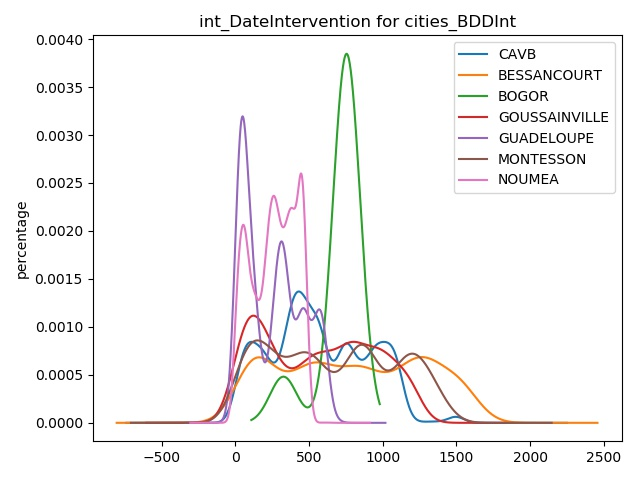 int_DateIntervention for cities_BDDInt
0.0040
0.0035
0.0030
0.0025
0.0020
0.0015
0.0010
0.0005
0.0000
percentage
CAVB
BESSANCOURT
BOGOR
GOUSSAINVILLE
GUADELOUPE
MONTESSON
NOUMEA
−500 0 500 1000 1500 2000 2500